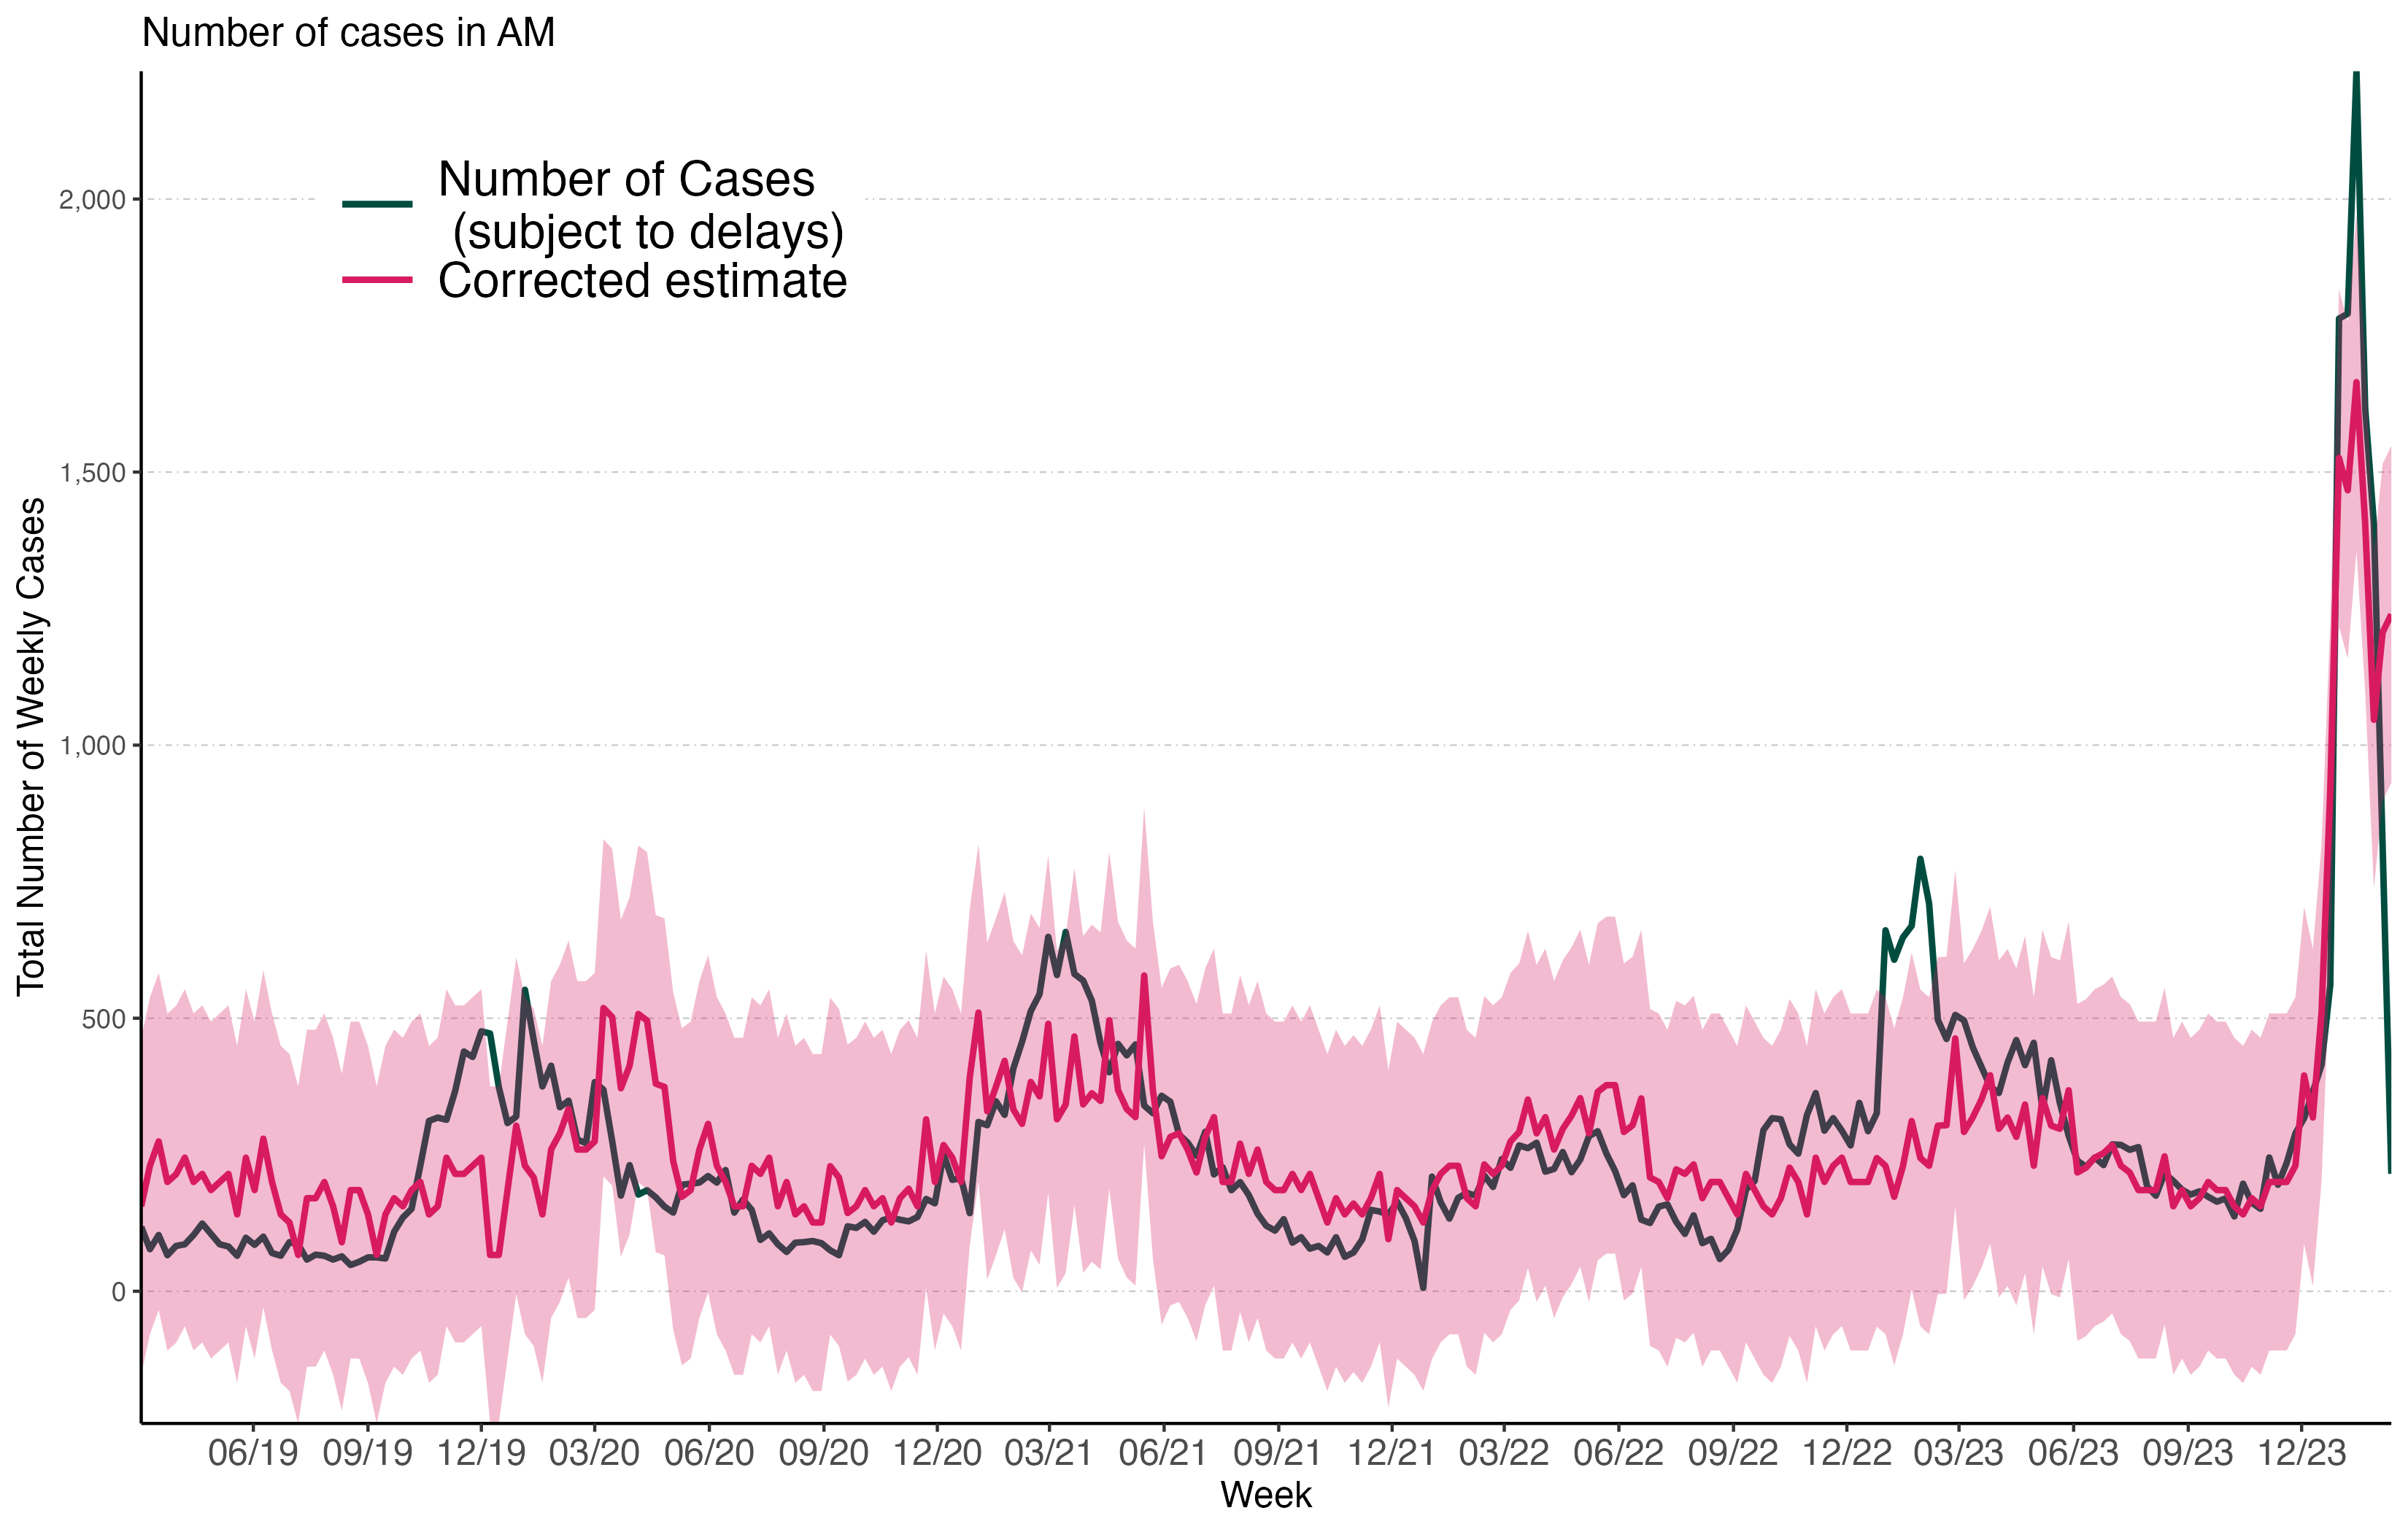 Number of cases in AM
Number of Cases
(subject to delays)
Corrected estimate
Total Number of Weekly Cases
2,000
1,500
1,000
500
0
06/19 09/19 12/19 03/20 06/20 09/20 12/20 03/21 06/21 09/21 12/21 03/22 06/22 09/22 12/22 03/23 06/23 09/23 12/23
Week